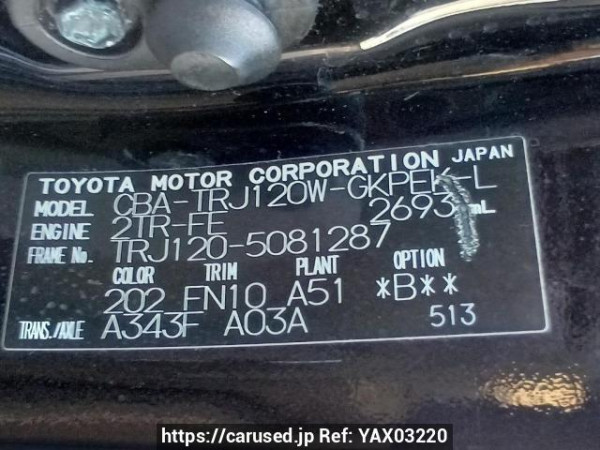 TOYOTA MOTOR CORPORATION JAPAN
MODEL CBA-TRJ120W-GKPEK-L
ENGINE 2TR-FE 2693 mL
FRAME No. TRJ120-5081287
COLOR TRIM PLANT OPTION
202 FN10 A51 *B**
TRANS./AXLE A343F A03A 513
https://carused.jp Ref: YAX03220